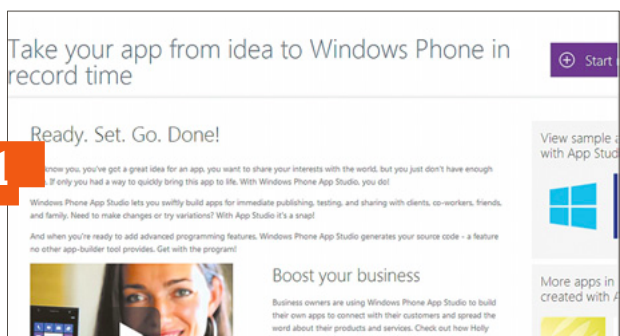 Take your app from idea to Windows Phone in
record time
Start
Ready. Set. Go. Done!
1
know you, you've got a great idea for an app, you want to share your interests with the world, but you just don't have enough
If only you had a way to quickly bring this app to life. With Windows Phone App Studio, you do!
Windows Phone App Studio lets you swiftly build apps for immediate publishing, testing, and sharing with clients, co-workers, friends,
and family. Need to make changes or try variations? With App Studio it's a snap!
And when you're ready to add advanced programming features, Windows Phone App Studio generates your source code - a feature
no other app-builder tool provides. Get with the program!
Boost your business
Business owners are using Windows Phone App Studio to build
their own apps to connect with their customers and spread the
word about their products and services. Check out how Holly
View sample
with App Stud
More apps in
created with